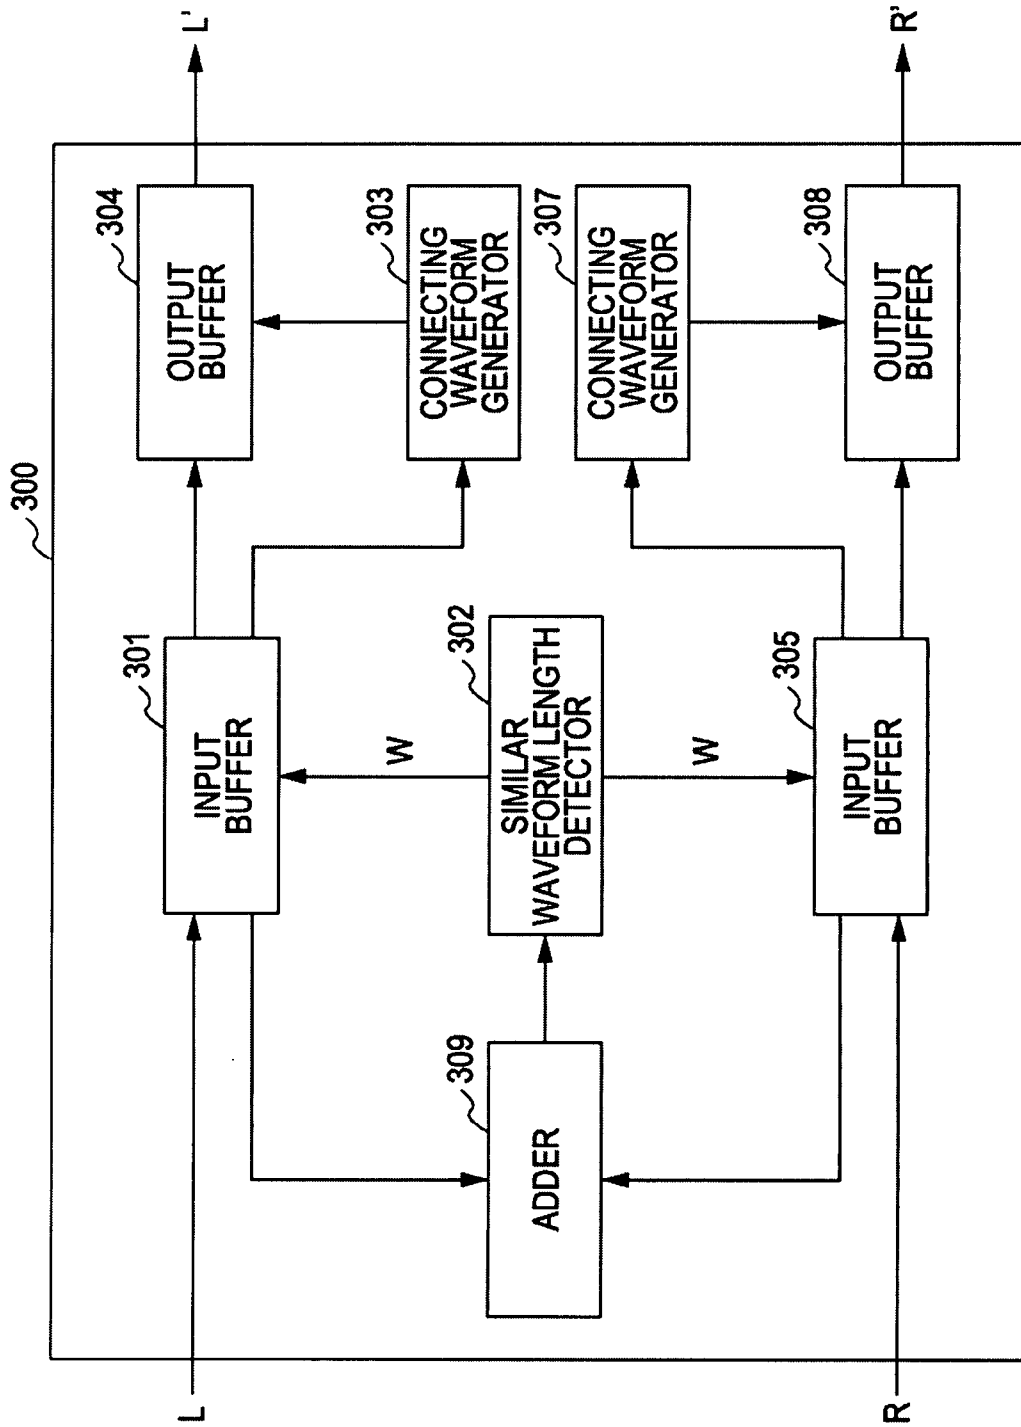 300
L
INPUT
BUFFER
301
OUTPUT
BUFFER
304
L'
CONNECTING
WAVEFORM
GENERATOR
303
ADDER
309
W
SIMILAR
WAVEFORM LENGTH
DETECTOR
302
W
CONNECTING
WAVEFORM
GENERATOR
307
R
INPUT
BUFFER
305
OUTPUT
BUFFER
308
R'